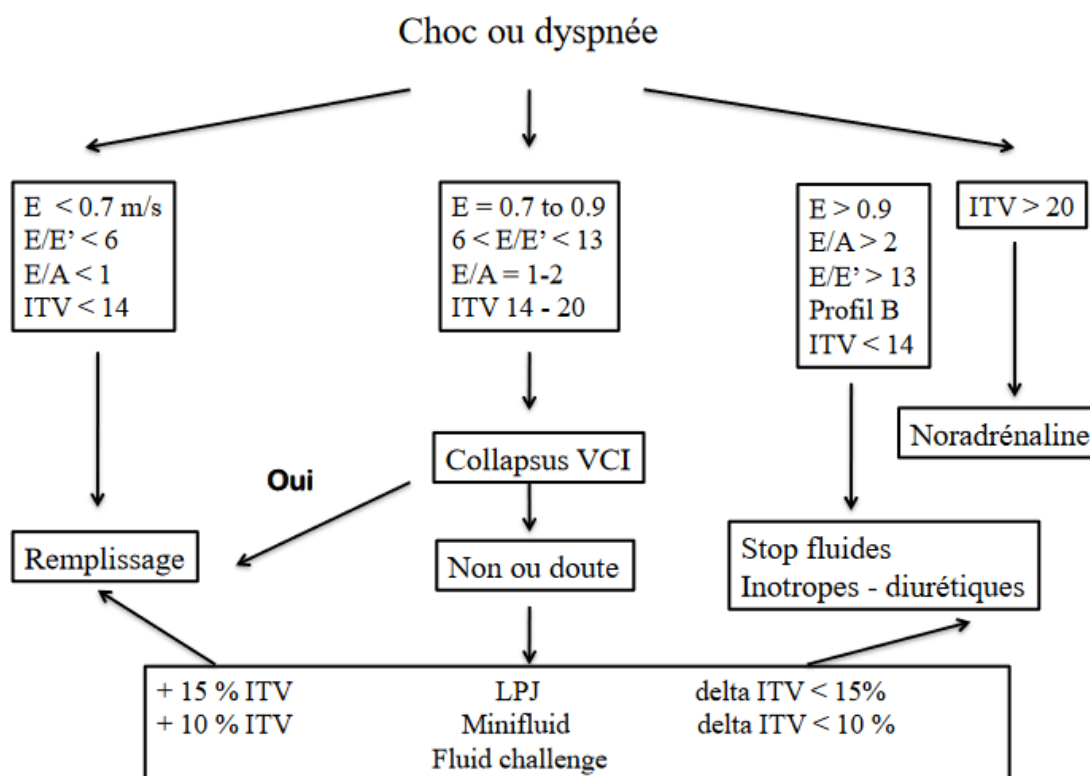 Choc ou dyspnée
E < 0.7 m/s
E/E’ < 6
E/A < 1
ITV < 14
E = 0.7 to 0.9
6 < E/E’ < 13
E/A = 1-2
ITV 14 - 20
E > 0.9
E/A > 2
E/E’ > 13
Profil B
ITV < 14
ITV > 20
Noradrénaline
Collapsus VCI
Oui
Remplissage
Non ou doute
Stop fluides
Inotropes - diurétiques
+ 15 % ITV LPJ delta ITV < 15%
+ 10 % ITV Minifluid delta ITV < 10 %
Fluid challenge